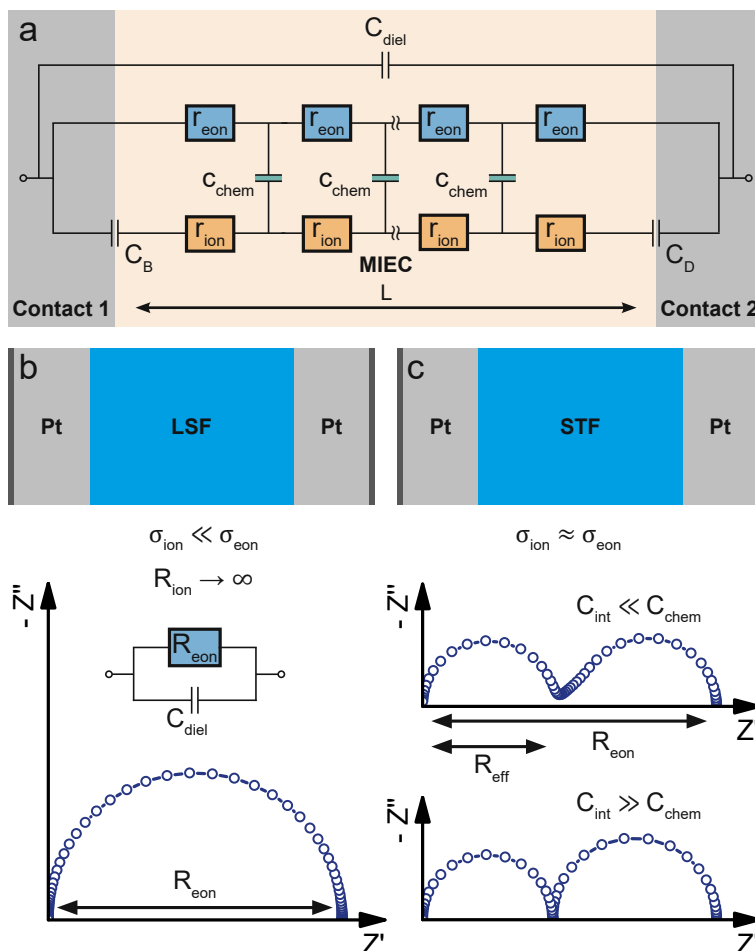 a
C_diel
r_eon r_eon r_eon r_eon
c_chem c_chem c_chem
r_ion r_ion r_ion r_ion
C_B MIEC C_D
Contact 1 L Contact 2
b
Pt LSF Pt
σ_ion ≪ σ_eon
R_ion → ∞
- Z''
R_eon
C_diel
R_eon
Z'
c
Pt STF Pt
σ_ion ≈ σ_eon
- Z''
C_int ≪ C_chem
Z'
R_eon
R_eff
- Z''
C_int ≫ C_chem
Z'